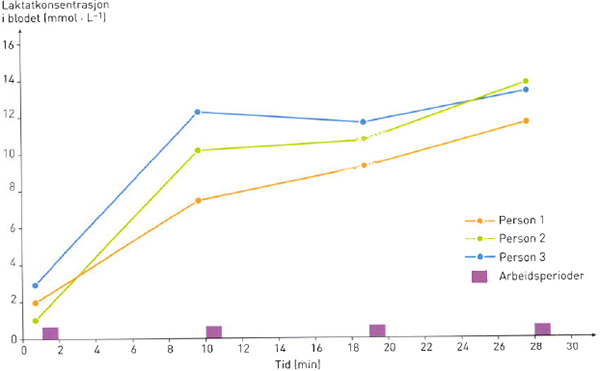 Laktatkonsentrasjon
i blodet (mmol · L⁻¹)
16
14
12
10
8
6
4
2
0
2 4 6 8 10 12 14 16 18 20 22 24 26 28 30
Tid (min)
Person 1
Person 2
Person 3
Arbeidsperioder